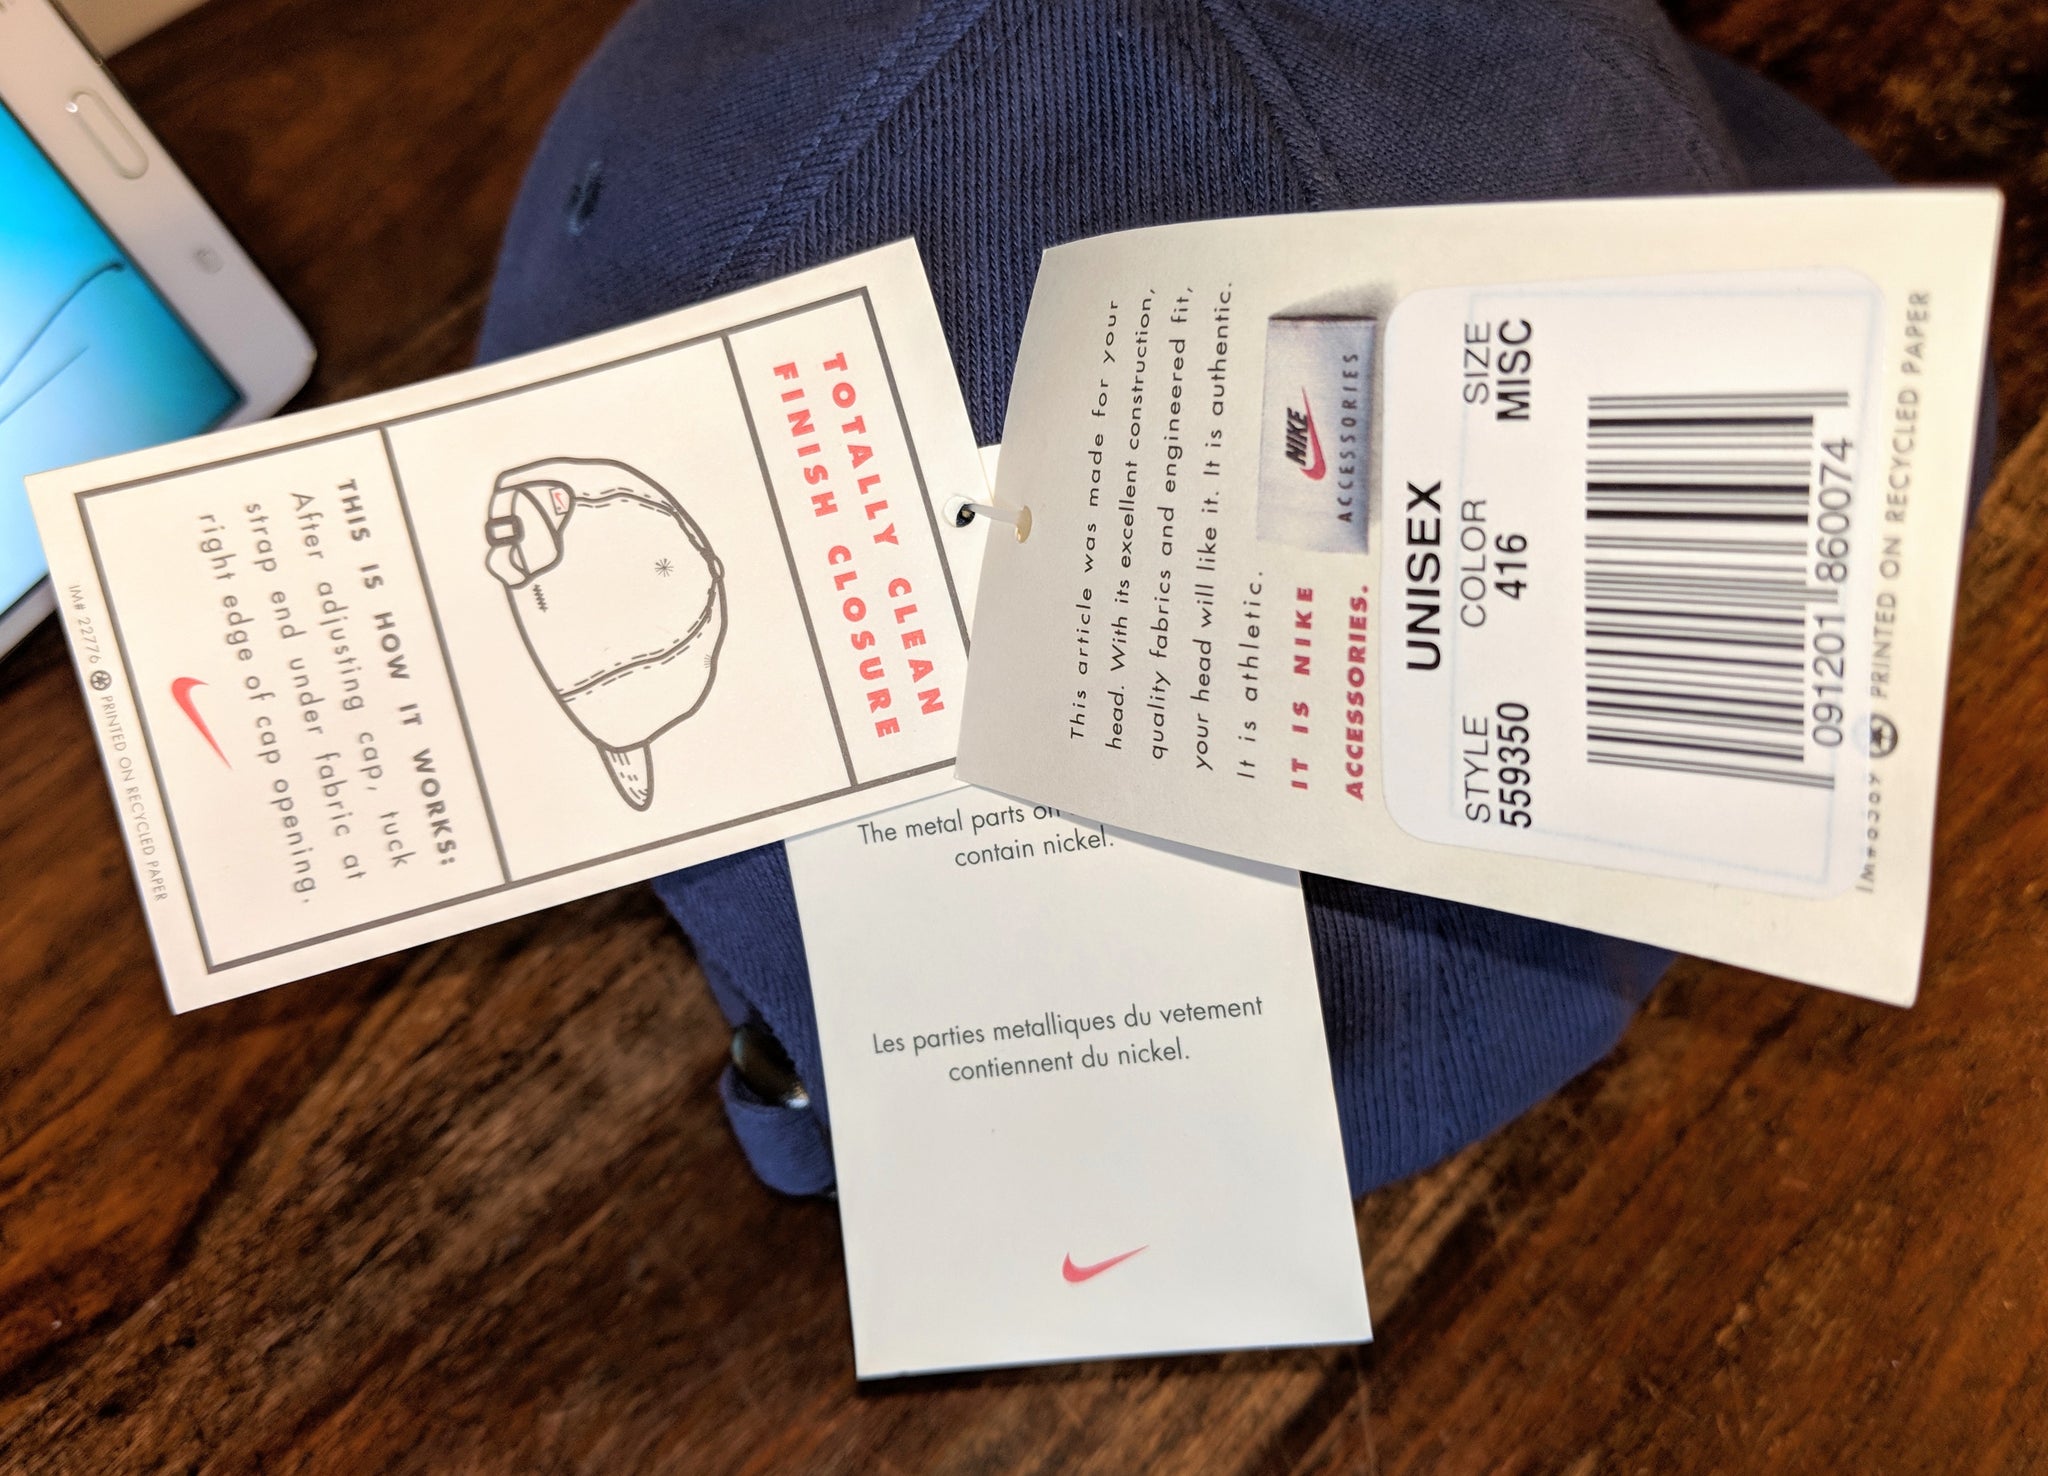 TOTALLY CLEAN
FINISH CLOSURE
THIS IS HOW IT WORKS:
After adjusting cap, tuck
strap end under fabric at
right edge of cap opening.
IM# 22776 PRINTED ON RECYCLED PAPER
This article was made for your
head. With its excellent construction,
quality fabrics and engineered fit,
your head will like it. It is authentic.
It is athletic.
IT IS NIKE
ACCESSORIES.
NIKE
ACCESSORIES
UNISEX
STYLE COLOR SIZE
559350 416 MISC
091201 860074
PRINTED ON RECYCLED PAPER
The metal parts
contain nickel.
Les parties metalliques du vetement
contiennent du nickel.